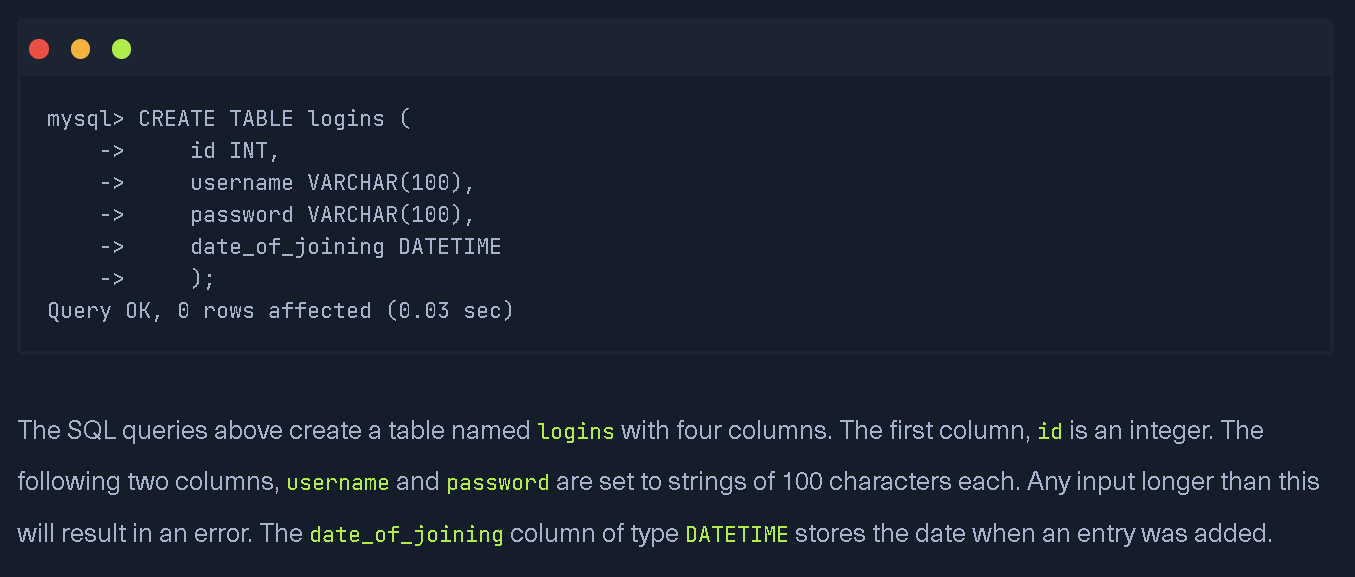 mysql> CREATE TABLE logins (
    ->     id INT,
    ->     username VARCHAR(100),
    ->     password VARCHAR(100),
    ->     date_of_joining DATETIME
    ->     );
Query OK, 0 rows affected (0.03 sec)
The SQL queries above create a table named logins with four columns. The first column, id is an integer. The
following two columns, username and password are set to strings of 100 characters each. Any input longer than this
will result in an error. The date_of_joining column of type DATETIME stores the date when an entry was added.